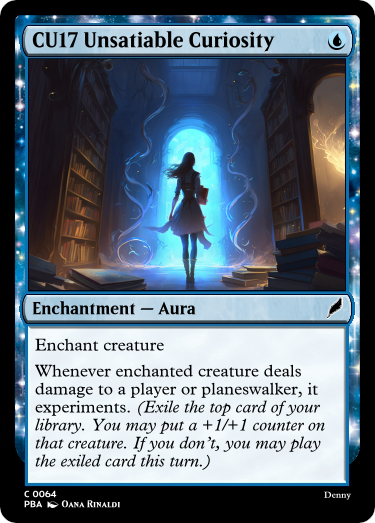 CU17 Unsatiable Curiosity
Enchantment — Aura
Enchant creature
Whenever enchanted creature deals
damage to a player or planeswalker, it
experiments. (Exile the top card of your
library. You may put a +1/+1 counter on
that creature. If you don't, you may play
the exiled card this turn.)
C 0064
PBA Oana Rinaldi
Denny